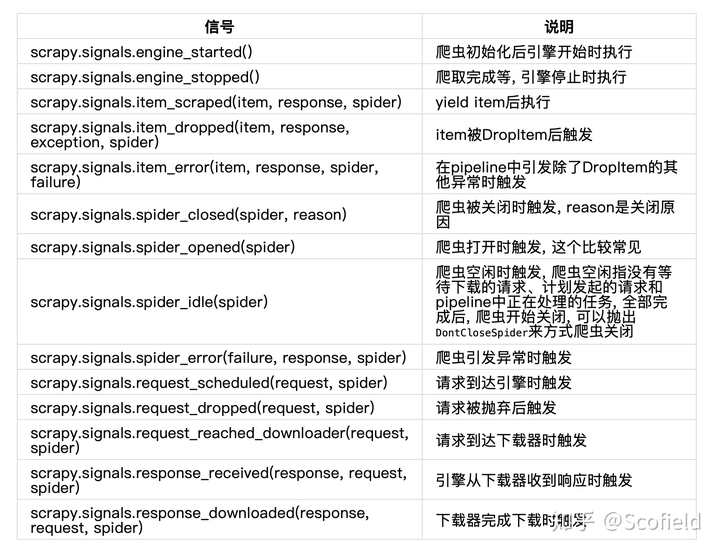 信号 说明
scrapy.signals.engine_started() 爬虫初始化后引擎开始时执行
scrapy.signals.engine_stopped() 爬取完成等, 引擎停止时执行
scrapy.signals.item_scraped(item, response, spider) yield item后执行
scrapy.signals.item_dropped(item, response,
exception, spider)
item被DropItem后触发
scrapy.signals.item_error(item, response, spider,
failure)
在pipeline中引发除了DropItem的其
他异常时触发
scrapy.signals.spider_closed(spider, reason)
爬虫被关闭时触发, reason是关闭原
因
scrapy.signals.spider_opened(spider) 爬虫打开时触发, 这个比较常见
scrapy.signals.spider_idle(spider)
爬虫空闲时触发, 爬虫空闲指没有等
待下载的请求、计划发起的请求和
pipeline中正在处理的任务, 全部完
成后, 爬虫开始关闭, 可以抛出
DontCloseSpider来方式爬虫关闭
scrapy.signals.spider_error(failure, response, spider) 爬虫引发异常时触发
scrapy.signals.request_scheduled(request, spider) 请求到达引擎时触发
scrapy.signals.request_dropped(request, spider) 请求被抛弃后触发
scrapy.signals.request_reached_downloader(request,
spider)
请求到达下载器时触发
scrapy.signals.response_received(response, request,
spider)
引擎从下载器收到响应时触发
scrapy.signals.response_downloaded(response,
request, spider)
下载器完成下载时触发
知乎 @Scofield